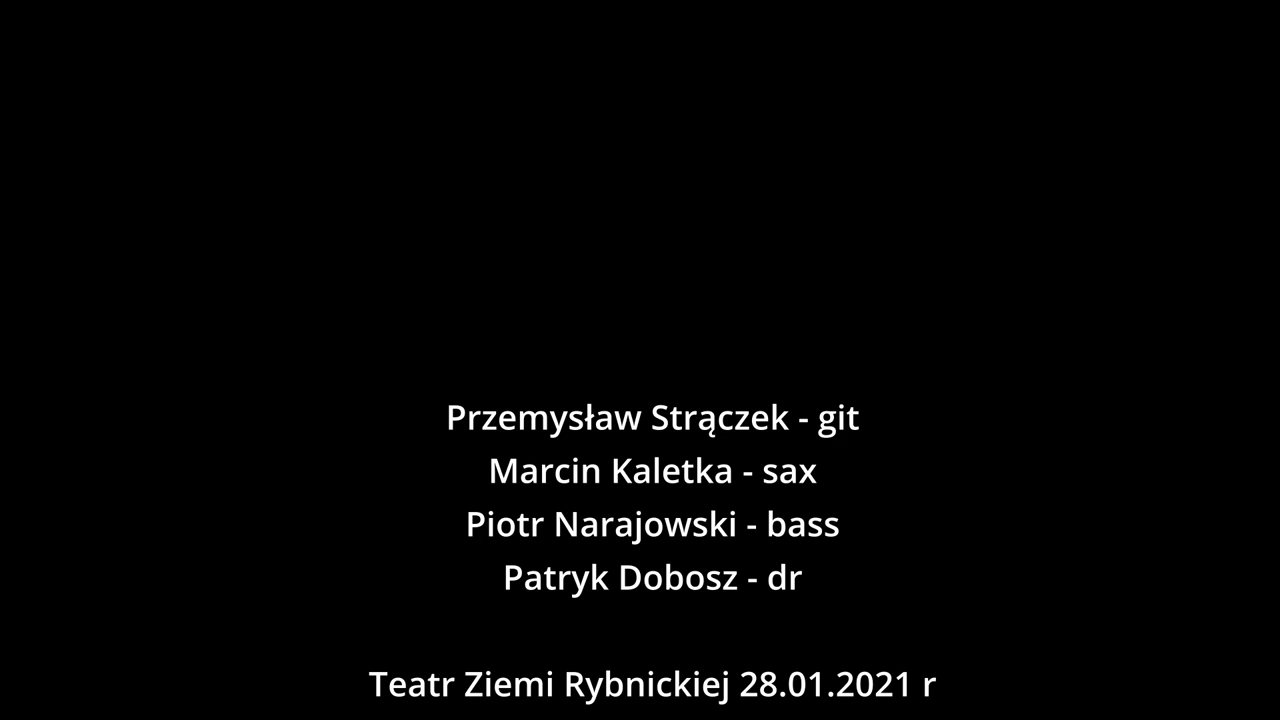 Przemysław Strączek - git
Marcin Kaletka - sax
Piotr Narajowski - bass
Patryk Dobosz - dr
Teatr Ziemi Rybnickiej 28.01.2021 r